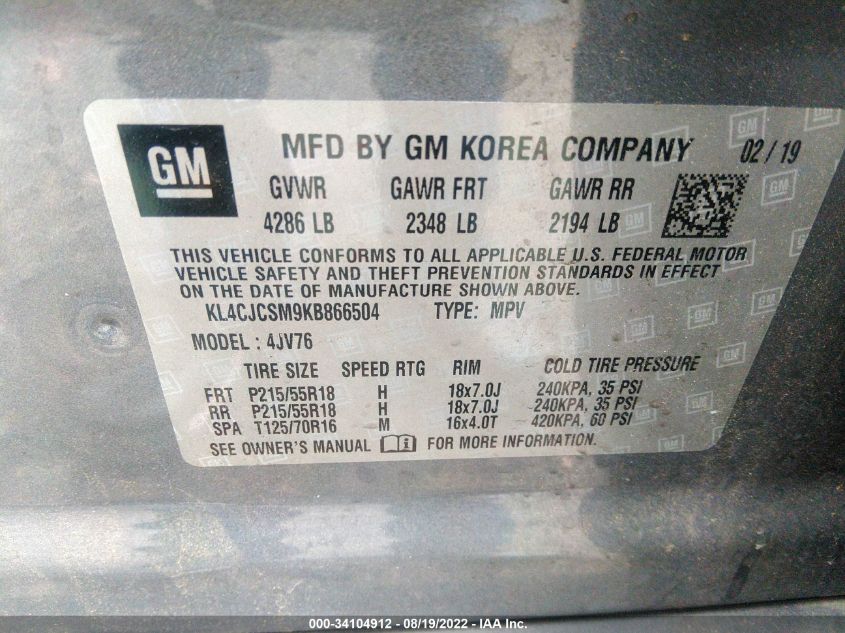 GM MFD BY GM KOREA COMPANY 02/19
GVWR GAWR FRT GAWR RR
4286 LB 2348 LB 2194 LB
THIS VEHICLE CONFORMS TO ALL APPLICABLE U.S. FEDERAL MOTOR
VEHICLE SAFETY AND THEFT PREVENTION STANDARDS IN EFFECT
ON THE DATE OF MANUFACTURE SHOWN ABOVE.
KL4CJCSM9KB866504 TYPE: MPV
MODEL: 4JV76
TIRE SIZE SPEED RTG RIM COLD TIRE PRESSURE
FRT P215/55R18 H 18x7.0J 240KPA, 35 PSI
RR P215/55R18 H 18x7.0J 240KPA, 35 PSI
SPA T125/70R16 M 16x4.0T 420KPA, 60 PSI
SEE OWNER'S MANUAL FOR MORE INFORMATION.
000-34104912 - 08/19/2022 - IAA Inc.